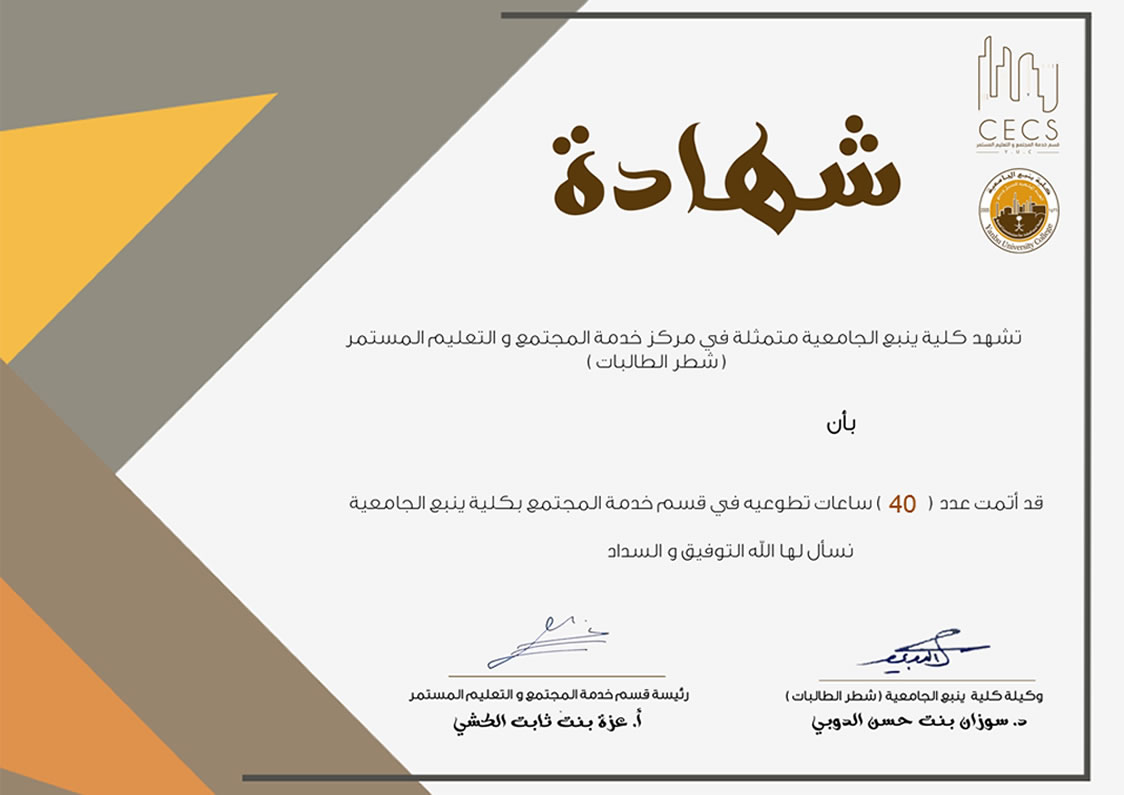 CECS
قسم خدمة المجتمع و التعليم المستمر
Y . U . C
كلية ينبع الجامعية
Yanbu University College
شهادة
تشهد كلية ينبع الجامعية متمثلة في مركز خدمة المجتمع و التعليم المستمر
(شطر الطالبات)
بأن
قد أتمت عدد ( 40 ) ساعات تطوعيه في قسم خدمة المجتمع بكلية ينبع الجامعية
نسأل لها الله التوفيق و السداد
وكيلة كلية ينبع الجامعية (شطر الطالبات)
د. سوزان بنت حسن الدوبي
رئيسة قسم خدمة المجتمع و التعليم المستمر
أ. عزة بنت ثابت الخشي